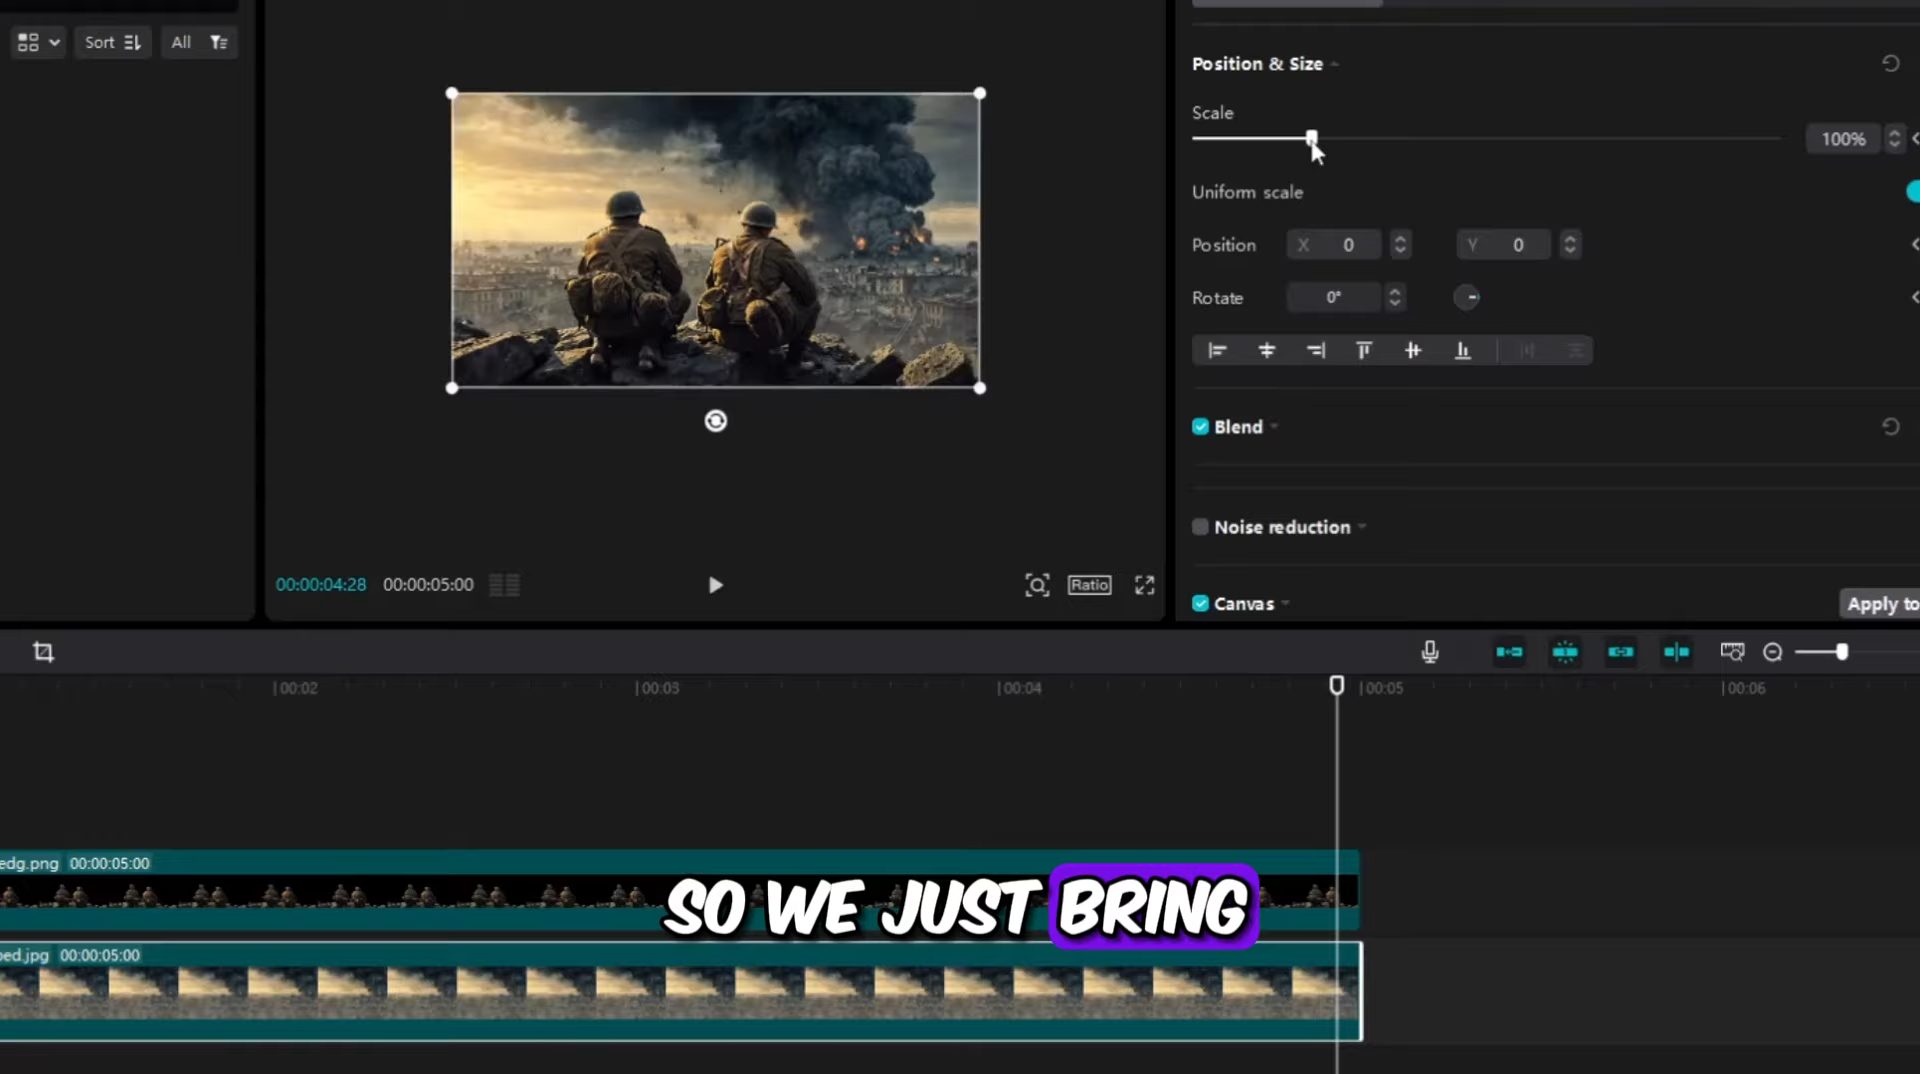 Sort
All
Position & Size
Scale
100%
Uniform scale
Position X 0 Y 0
Rotate 0°
Blend
Noise reduction
Canvas
Apply to
00:00:04:28 00:00:05:00
Ratio
00:02 00:03 00:04 00:05 00:06
edg.png 00:00:05:00
SO WE JUST BRING
ped.jpg 00:00:05:00